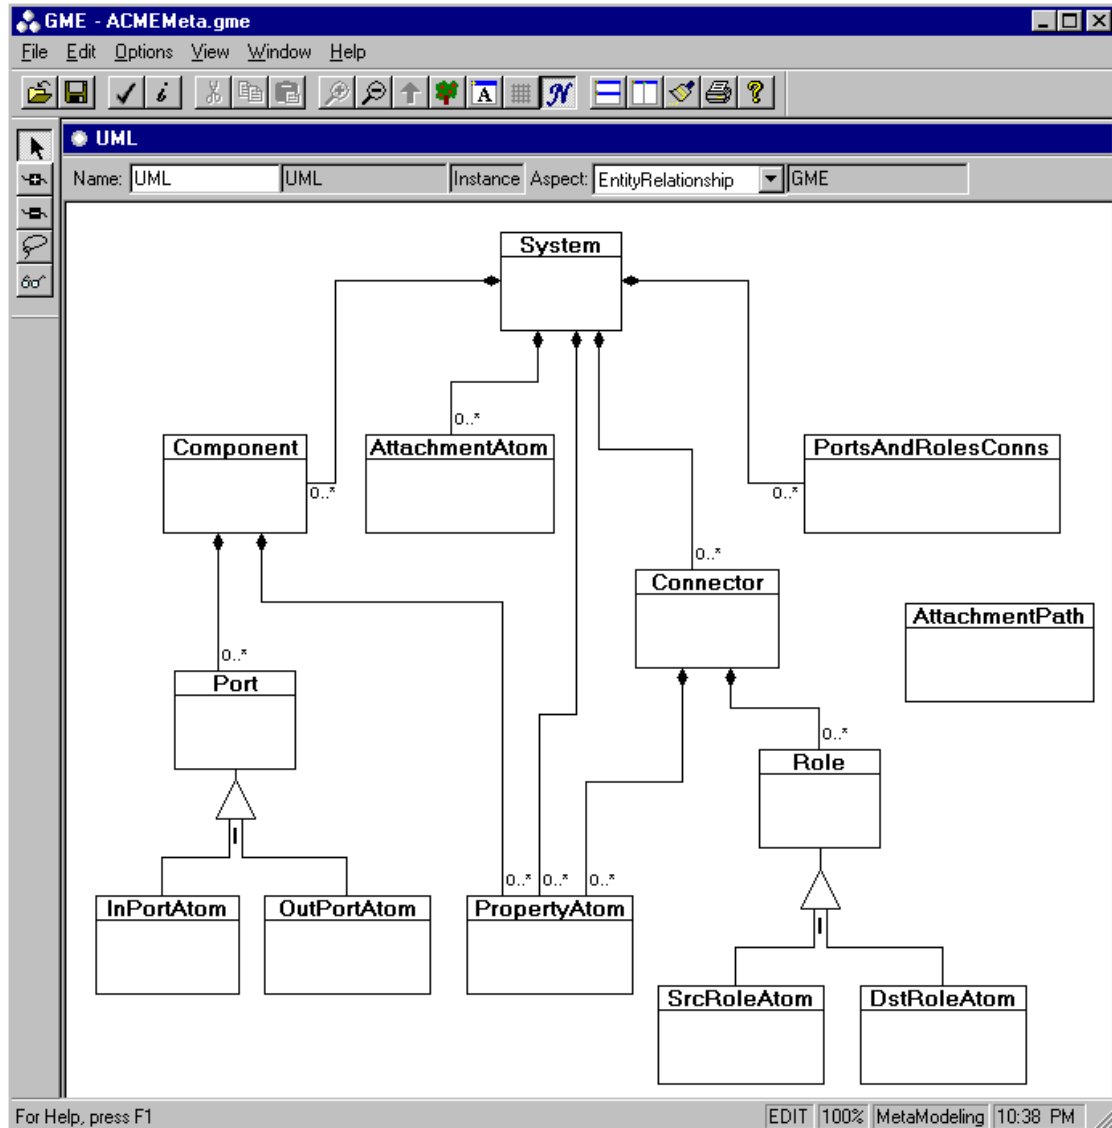 GME - ACMEMeta.gme
File Edit Options View Window Help
UML
Name: UML UML Instance Aspect: EntityRelationship GME
System
0..*
Component AttachmentAtom PortsAndRolesConns
0..* 0..*
0..*
Connector
AttachmentPath
0..*
Port
0..*
Role
I
0..* 0..* 0..*
InPortAtom OutPortAtom PropertyAtom
I
SrcRoleAtom DstRoleAtom
For Help, press F1 EDIT 100% MetaModeling 10:38 PM